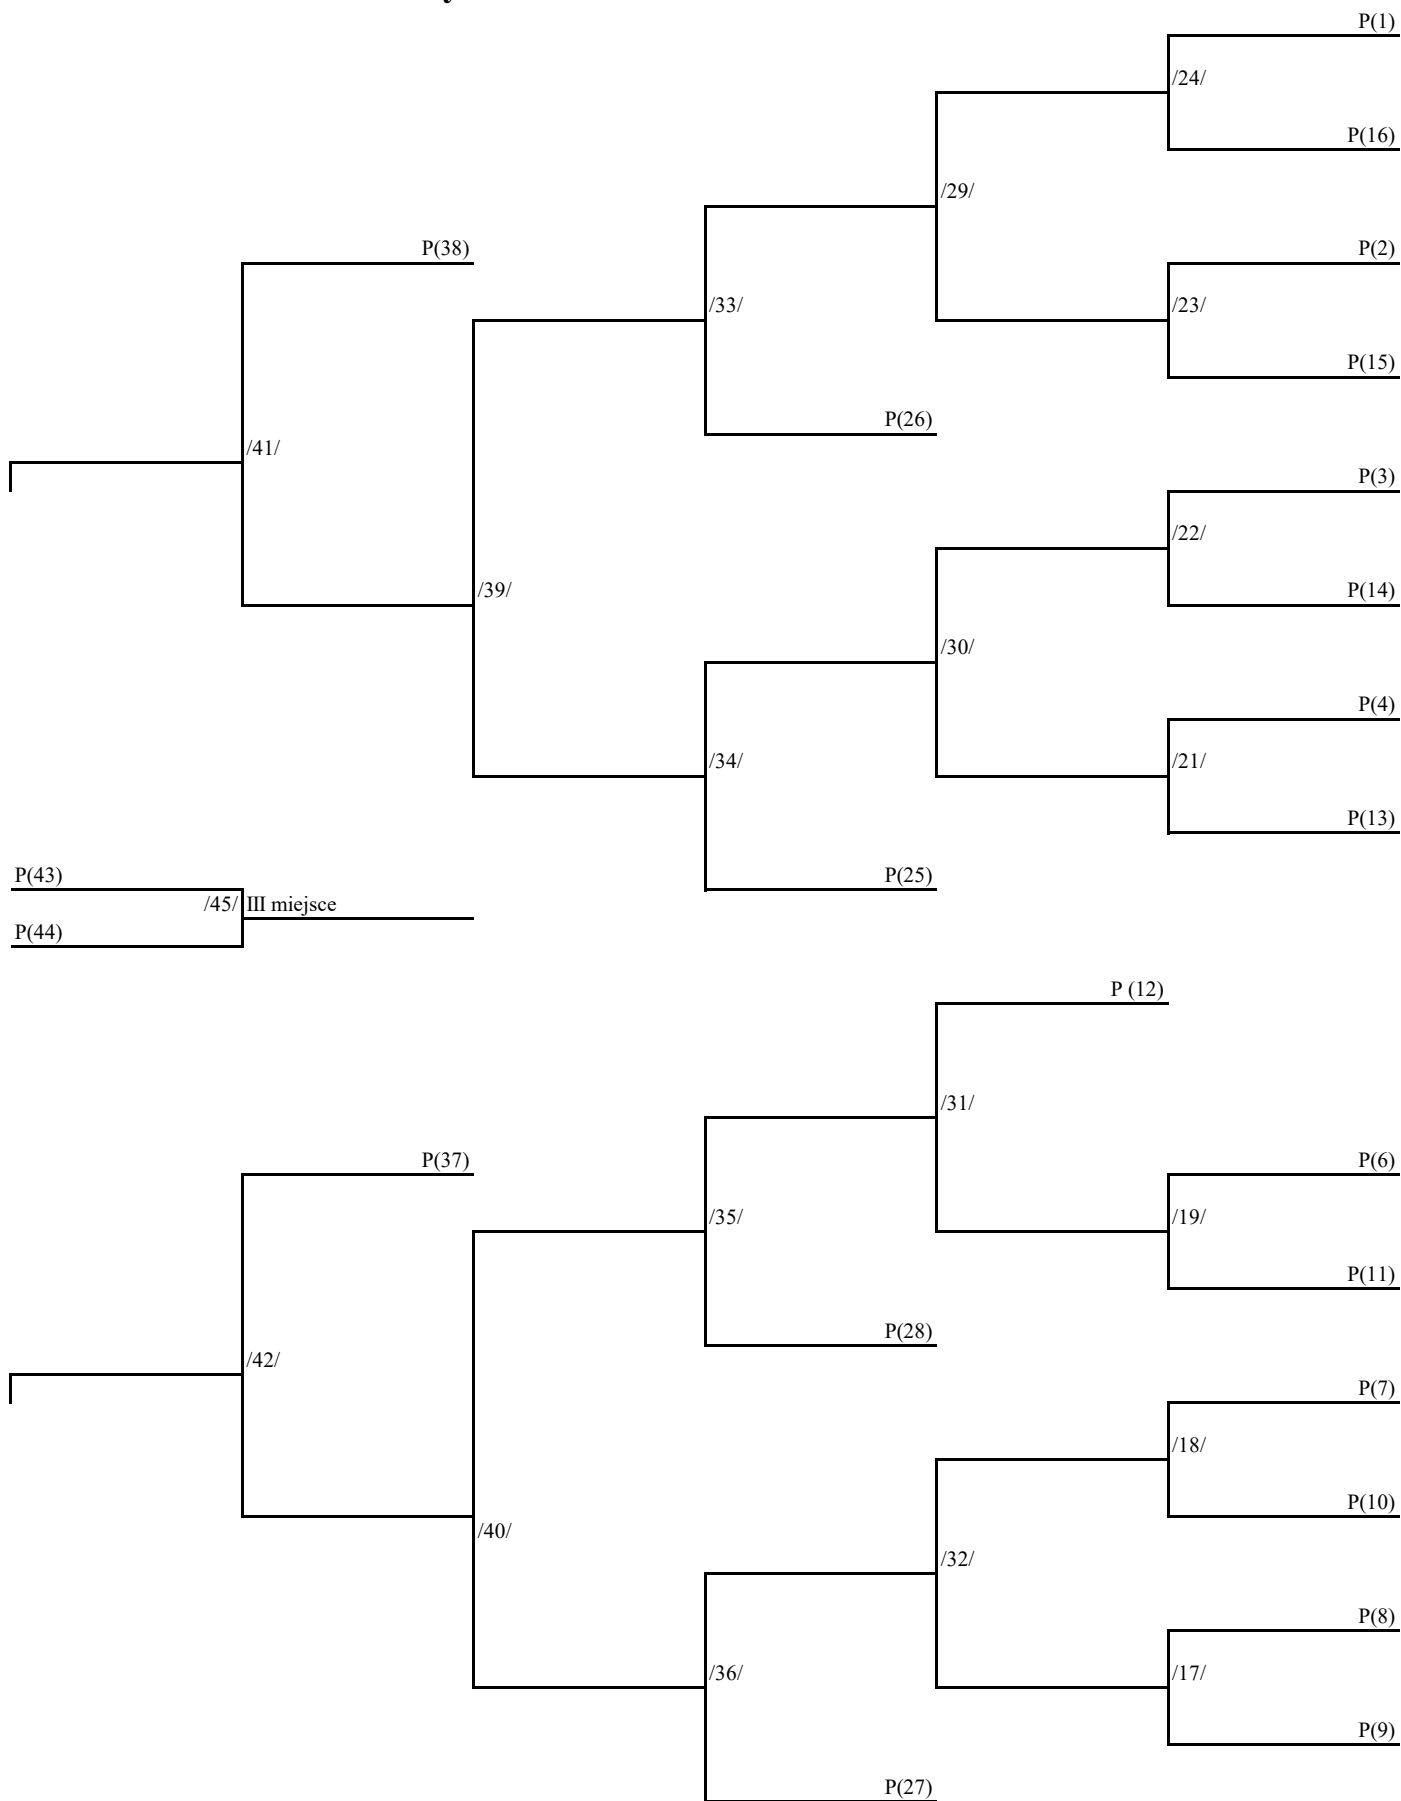 P(1)
/24/
P(16)
/29/
P(38)
P(2)
/33/
/23/
P(15)
P(26)
/41/
P(3)
/22/
/39/
P(14)
/30/
P(4)
/34/
/21/
P(13)
P(43)
P(25)
/45/ III miejsce
P(44)
P (12)
/31/
P(37)
P(6)
/35/
/19/
P(11)
P(28)
/42/
P(7)
/18/
P(10)
/40/
/32/
P(8)
/36/
/17/
P(9)
P(27)